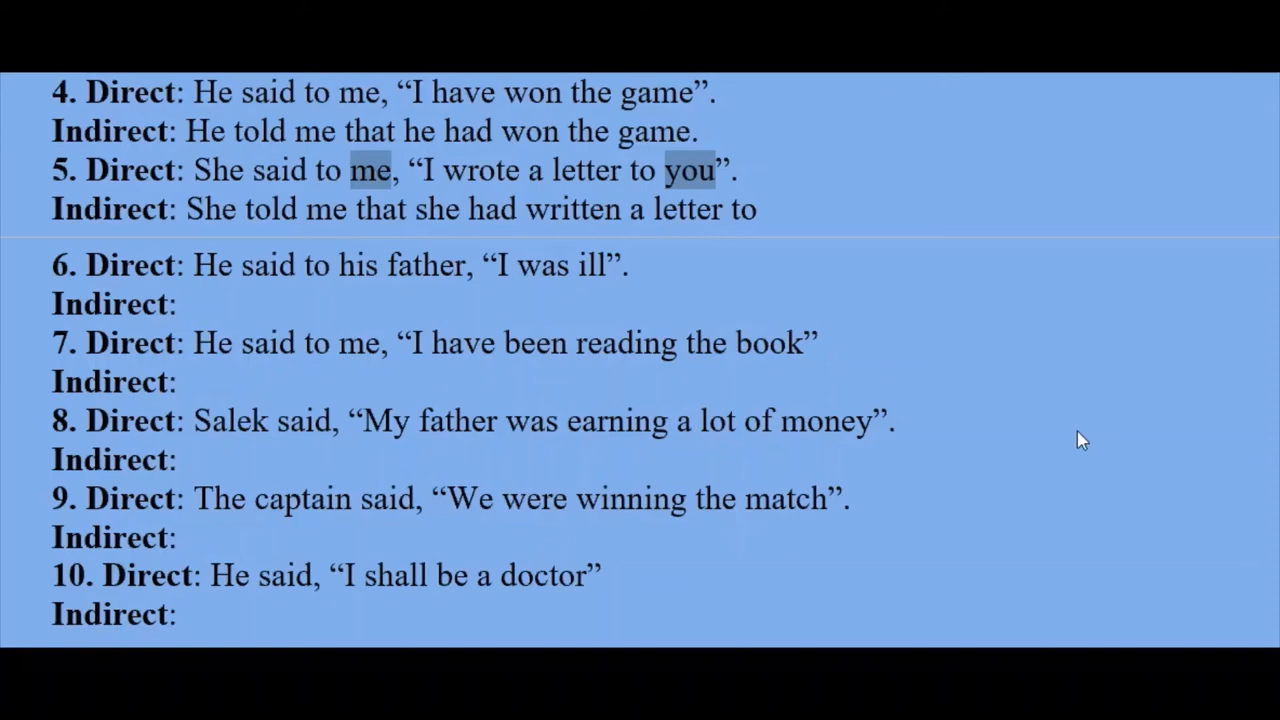 4. Direct: He said to me, “I have won the game”.
Indirect: He told me that he had won the game.
5. Direct: She said to me, “I wrote a letter to you”.
Indirect: She told me that she had written a letter to
6. Direct: He said to his father, “I was ill”.
Indirect:
7. Direct: He said to me, “I have been reading the book”
Indirect:
8. Direct: Salek said, “My father was earning a lot of money”.
Indirect:
9. Direct: The captain said, “We were winning the match”.
Indirect:
10. Direct: He said, “I shall be a doctor”
Indirect: